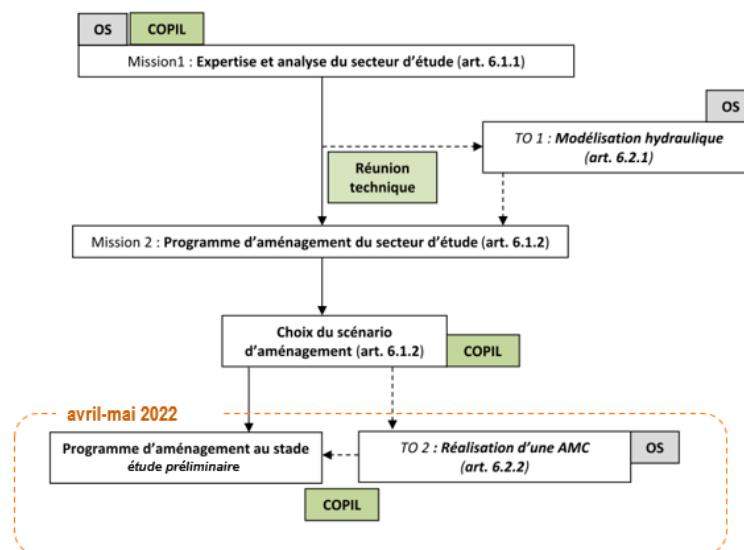 OS
COPIL
Mission1 : Expertise et analyse du secteur d'étude (art. 6.1.1)
OS
TO 1 : Modélisation hydraulique
(art. 6.2.1)
Réunion
technique
Mission 2 : Programme d'aménagement du secteur d'étude (art. 6.1.2)
Choix du scénario
d'aménagement (art. 6.1.2)
COPIL
avril-mai 2022
Programme d'aménagement au stade
étude préliminaire
TO 2 : Réalisation d'une AMC
(art. 6.2.2)
OS
COPIL